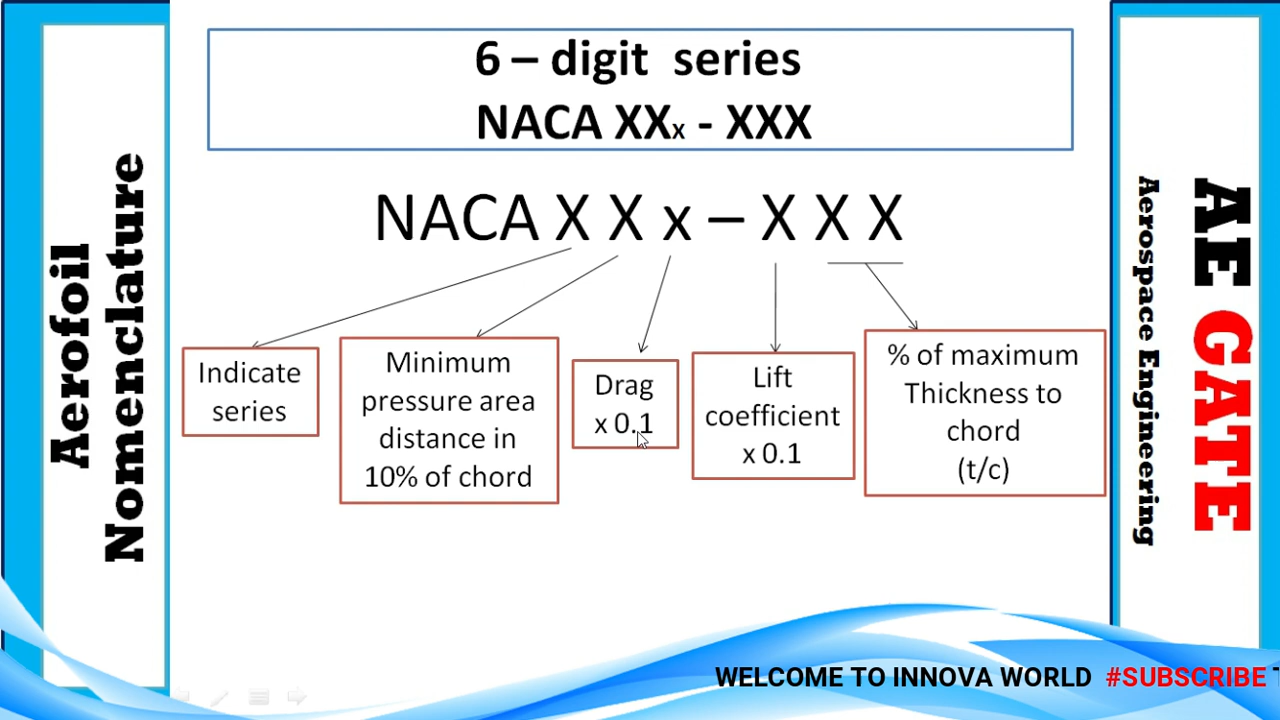 Aerofoil
Nomenclature
6 – digit series
NACA XXx - XXX
NACA X X x – X X X
Indicate
series
Minimum
pressure area
distance in
10% of chord
Drag
x 0.1
Lift
coefficient
x 0.1
% of maximum
Thickness to
chord
(t/c)
AE GATE
Aerospace Engineering
WELCOME TO INNOVA WORLD #SUBSCRIBE T